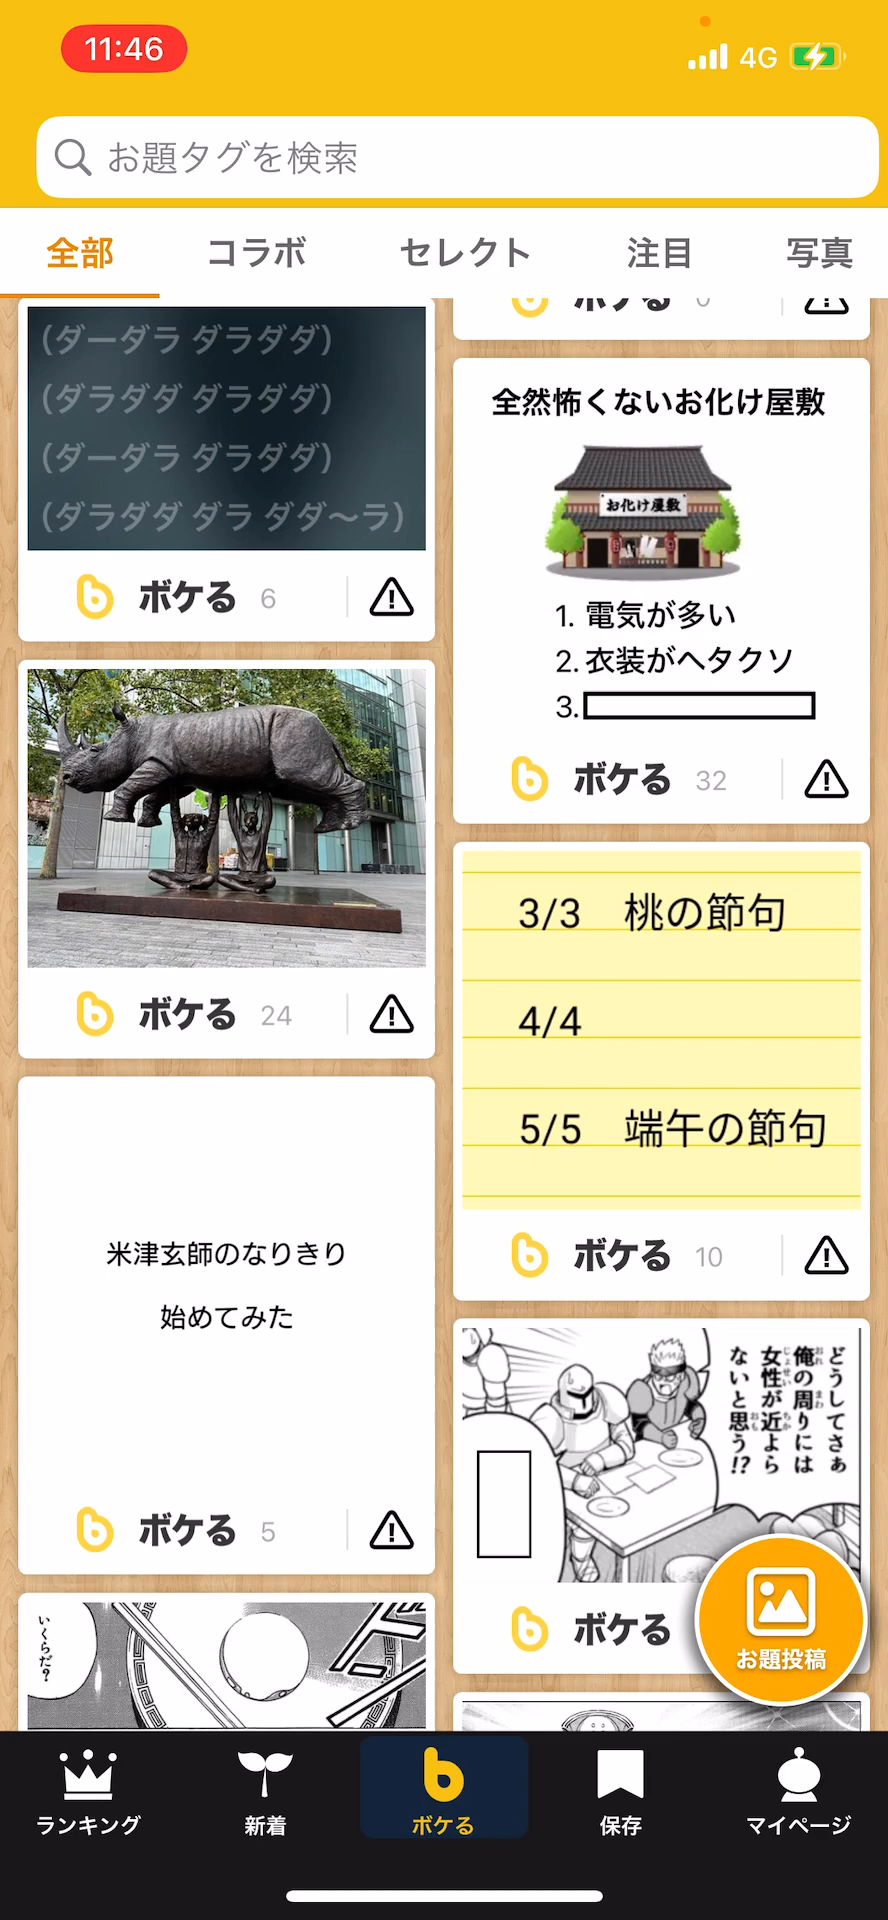 11:46
4G
お題タグを検索
全部
コラボ
セレクト
注目
写真
(ダーダラ ダラダダ)
(ダラダダ ダラダダ)
(ダーダラ ダラダダ)
(ダラダダ ダラ ダダ〜ラ)
ボケる 6
ボケる 24
米津玄師のなりきり
始めてみた
ボケる 5
いくらだ?
ボケる 0
全然怖くないお化け屋敷
お化け屋敷
1. 電気が多い
2. 衣装がヘタクソ
3.
ボケる 32
3/3 桃の節句
4/4
5/5 端午の節句
ボケる 10
どうしてさぁ
俺の周りには
女性が近よら
ないと思う!?
ボケる
お題投稿
ランキング
新着
ボケる
保存
マイページ